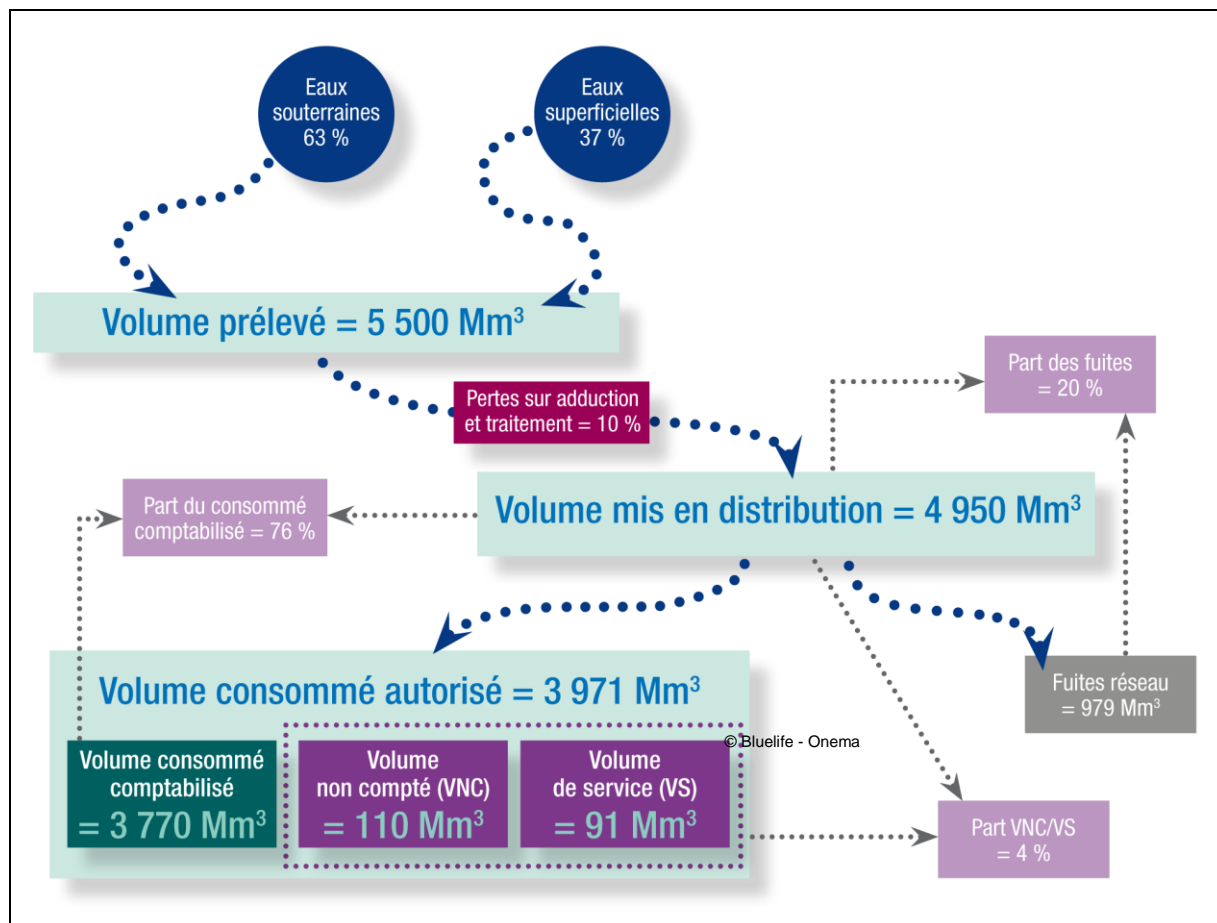 Eaux
souterraines
63 %
Eaux
superficielles
37 %
Volume prélevé = 5 500 Mm³
Part des fuites
= 20 %
Pertes sur adduction
et traitement = 10 %
Part du consommé
comptabilisé = 76 %
Volume mis en distribution = 4 950 Mm³
Volume consommé autorisé = 3 971 Mm³
Fuites réseau
= 979 Mm³
© Bluelife - Onema
Volume consommé
comptabilisé
= 3 770 Mm³
Volume
non compté (VNC)
= 110 Mm³
Volume
de service (VS)
= 91 Mm³
Part VNC/VS
= 4 %